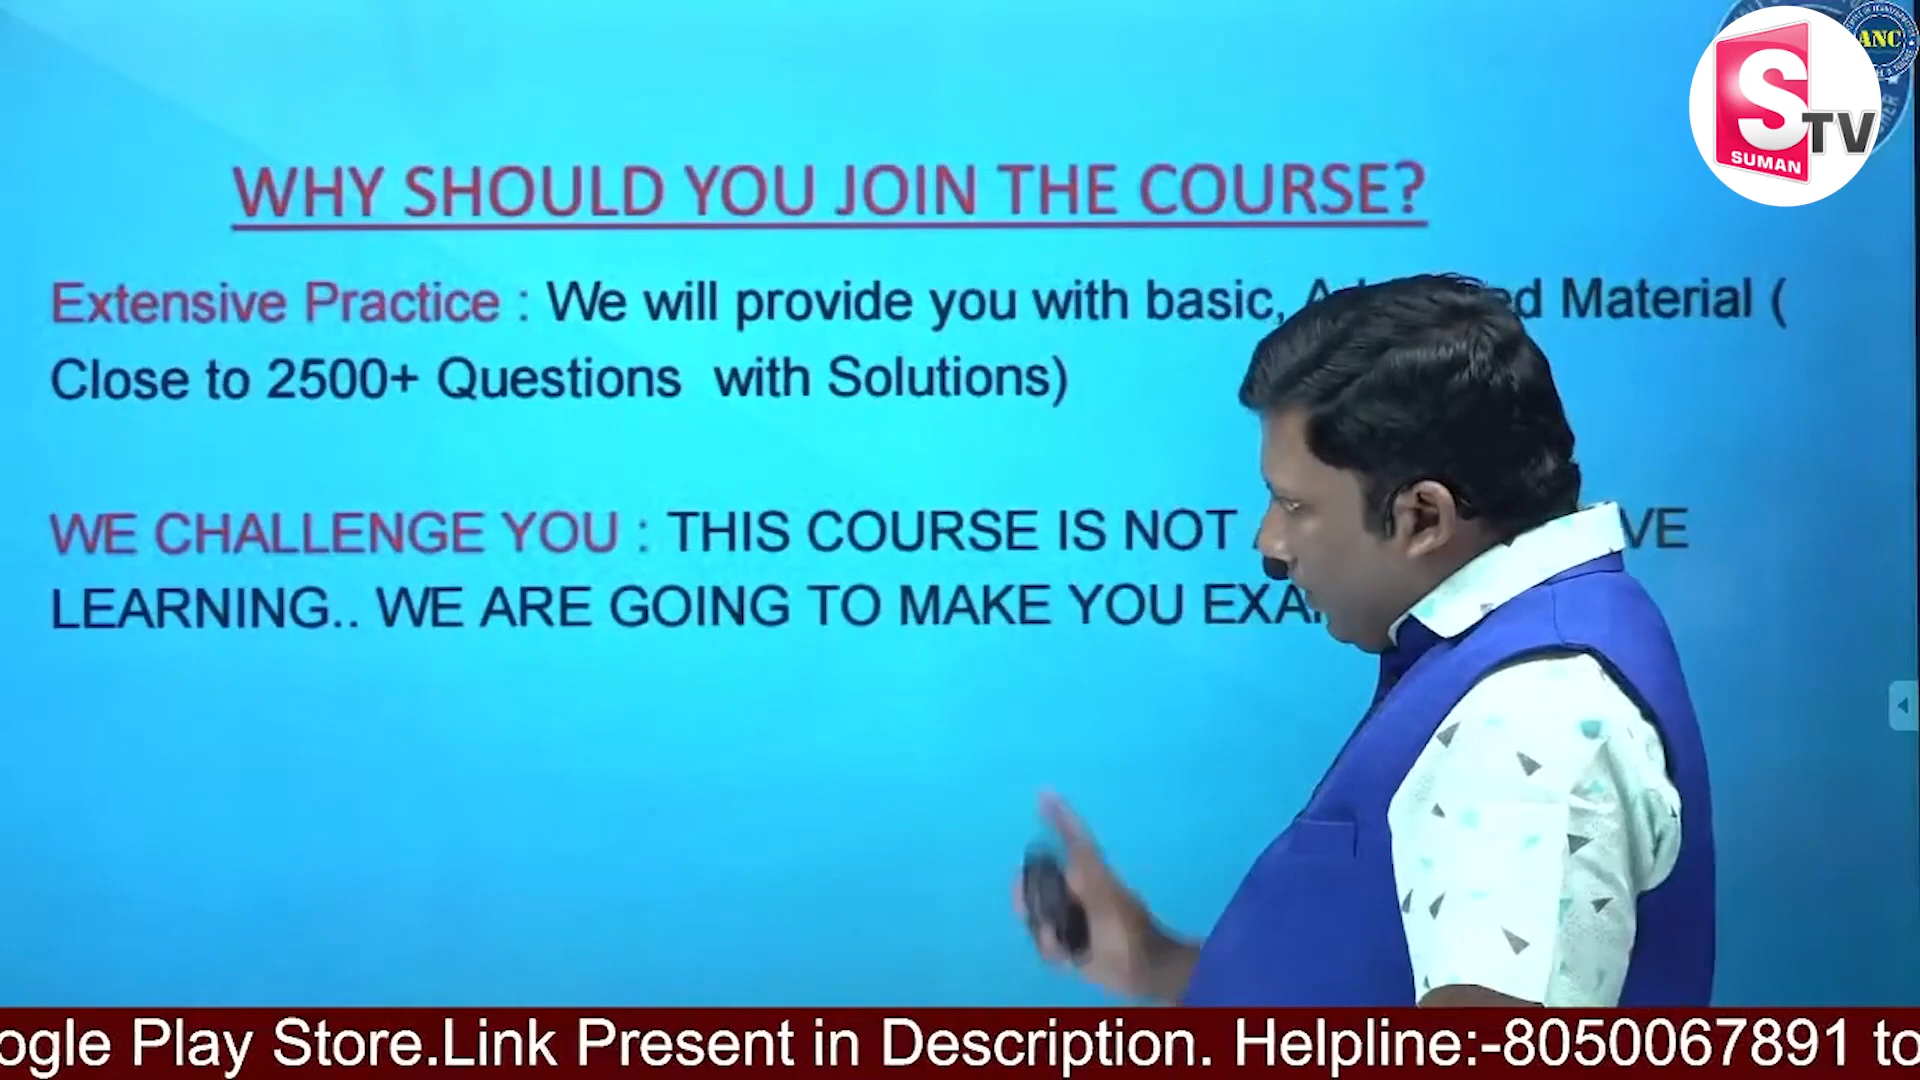 ANC
S TV
SUMAN
WHY SHOULD YOU JOIN THE COURSE?
Extensive Practice : We will provide you with basic, Material (
Close to 2500+ Questions with Solutions)
WE CHALLENGE YOU : THIS COURSE IS NOT
LEARNING.. WE ARE GOING TO MAKE YOU
ogle Play Store.Link Present in Description. Helpline:-8050067891 to